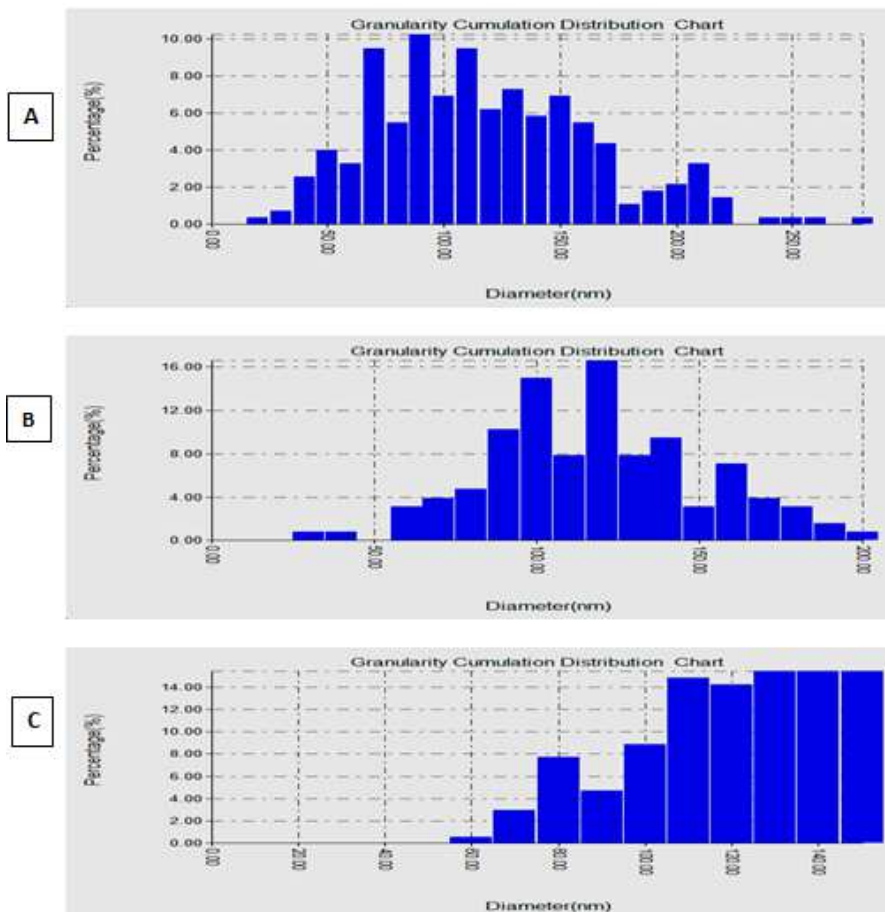 Granularity Cumulation Distribution Chart
A
Percentage(%)
10.00
8.00
6.00
4.00
2.00
0.00
0.00 50.00 100.00 150.00 200.00 250.00
Diameter(nm)
Granularity Cumulation Distribution Chart
B
Percentage(%)
16.00
12.00
8.00
4.00
0.00
0.00 50.00 100.00 150.00 200.00
Diameter(nm)
Granularity Cumulation Distribution Chart
C
Percentage(%)
14.00
12.00
10.00
8.00
6.00
4.00
2.00
0.00
0.00 20.00 40.00 60.00 80.00 100.00 120.00 140.00
Diameter(nm)